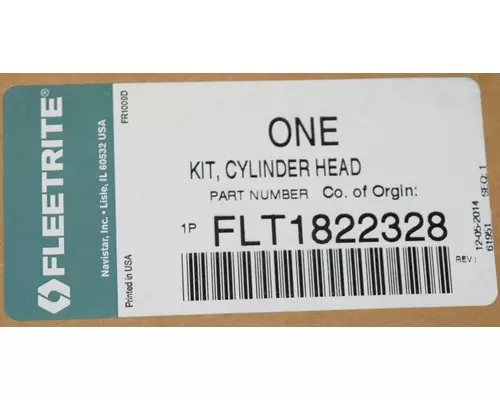 FLEETRITE®
Navistar, Inc. • Lisle, IL 60532 USA
FR1009D
Printed in USA
ONE
KIT, CYLINDER HEAD
PART NUMBER Co. of Orgin:
1P FLT1822328
REV:
12-05-2014
61951
SEQ: 1